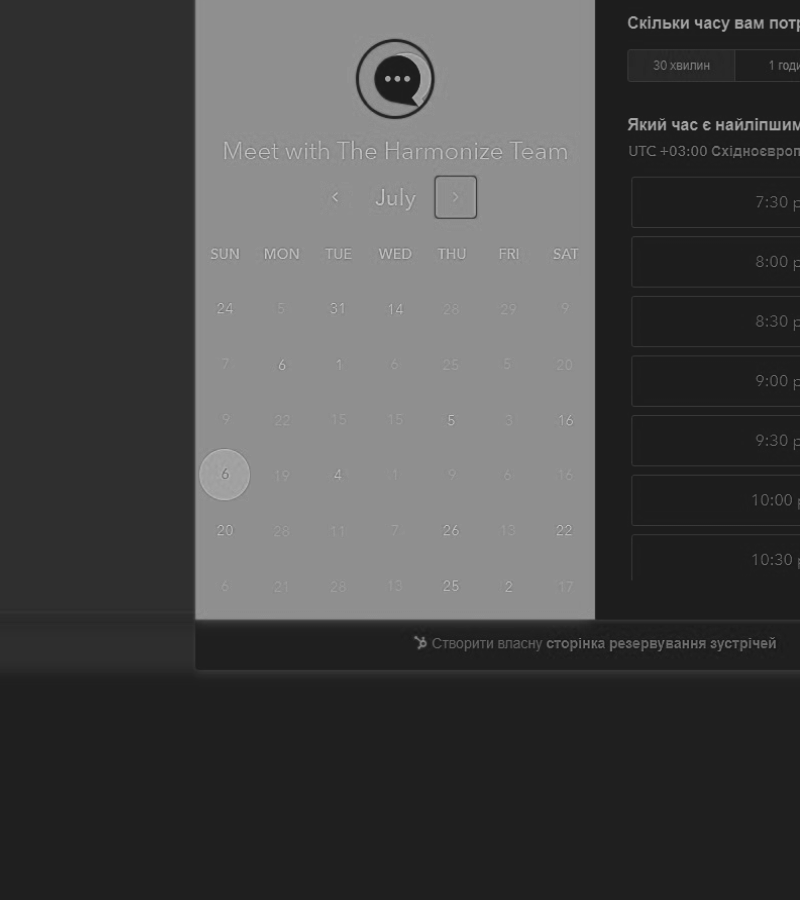 Meet with The Harmonize Team
July
SUN MON TUE WED THU FRI SAT
24 5 31 14 28 29 9
7 6 1 6 25 5 20
9 22 15 15 5 3 16
6 19 4 1 9 6 16
20 28 11 7 26 13 22
6 21 28 13 25 2 17
Скільки часу вам
30 хвилин 1
Який час є найліпшим
UTC +03:00
7:30
8:00
8:30
9:00
9:30
10:00
10:30
Створити власну сторінка резервування зустрічей